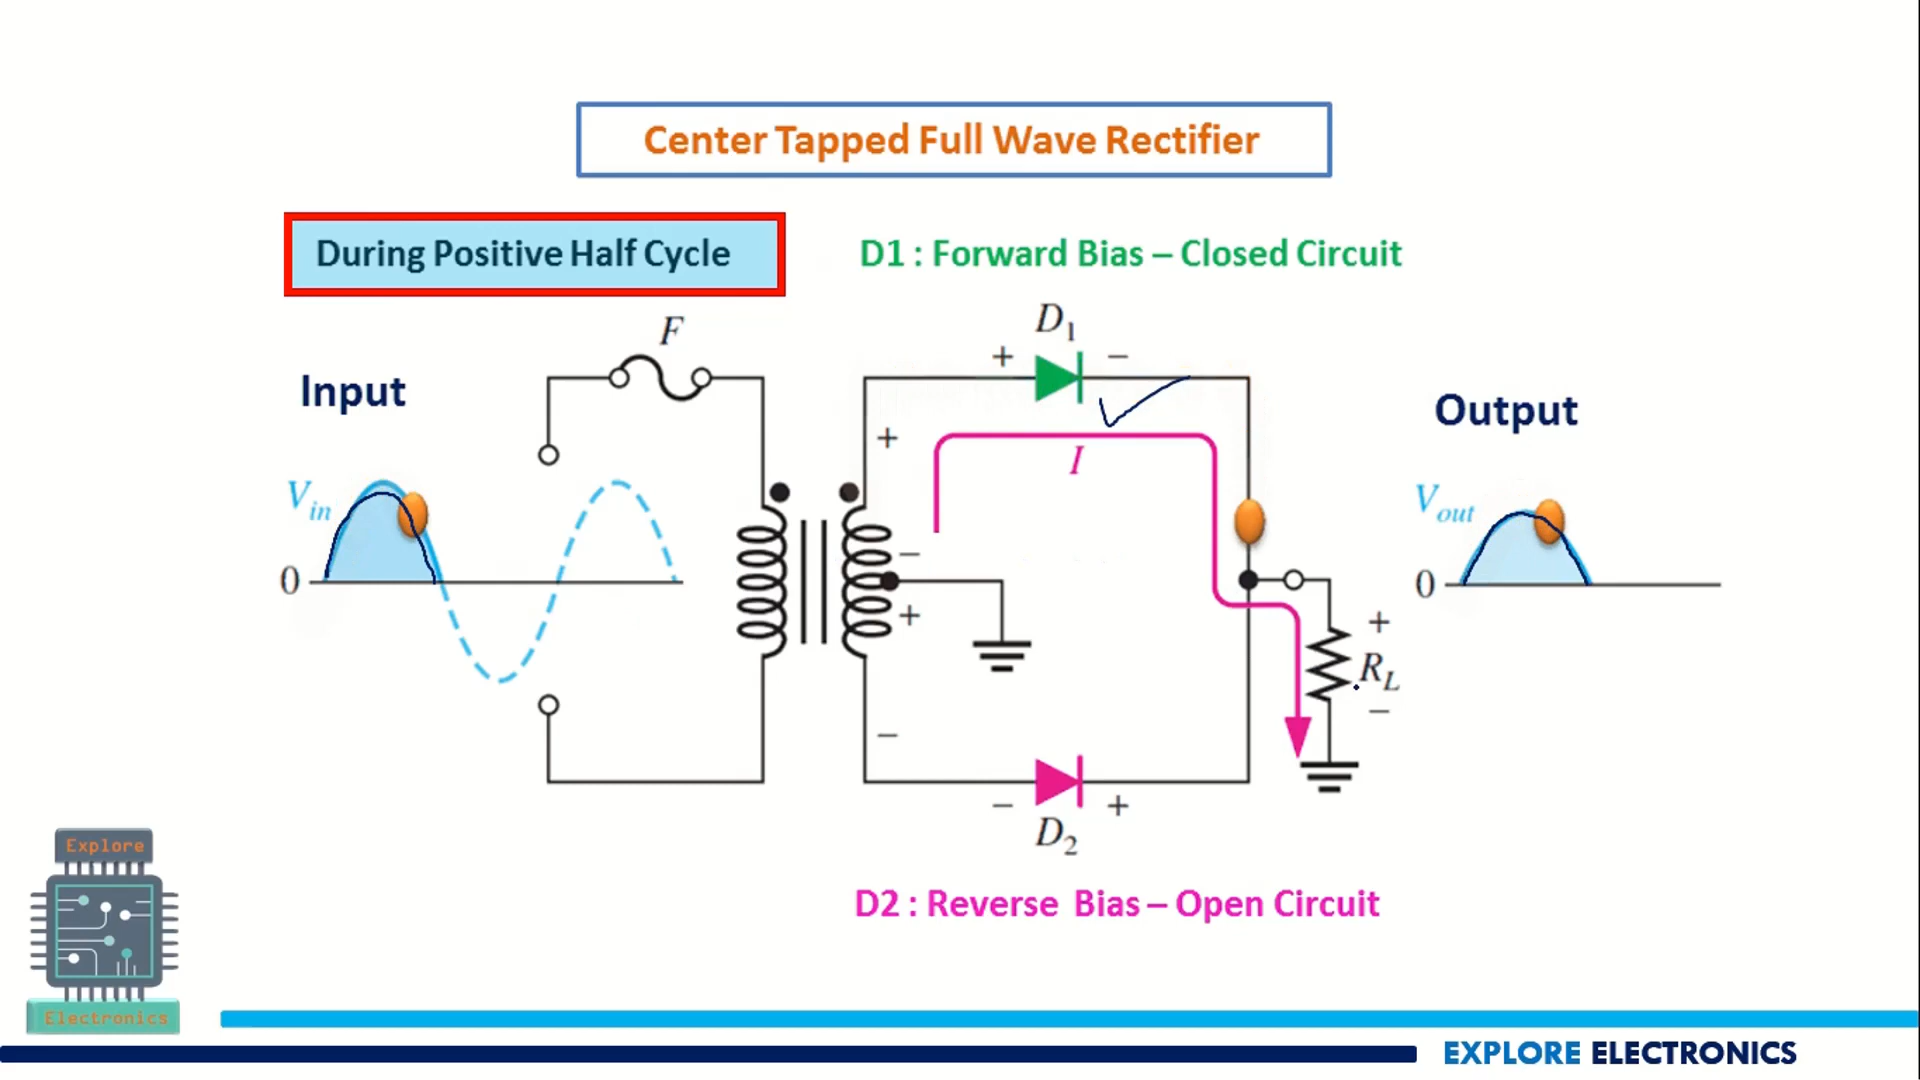 Center Tapped Full Wave Rectifier
During Positive Half Cycle
D1 : Forward Bias – Closed Circuit
F
D1
+ −
Input
Output
+
I
Vin
Vout
−
0
0
+
+
RL
−
−
− +
D2
Explore
D2 : Reverse Bias – Open Circuit
Electronics
EXPLORE ELECTRONICS